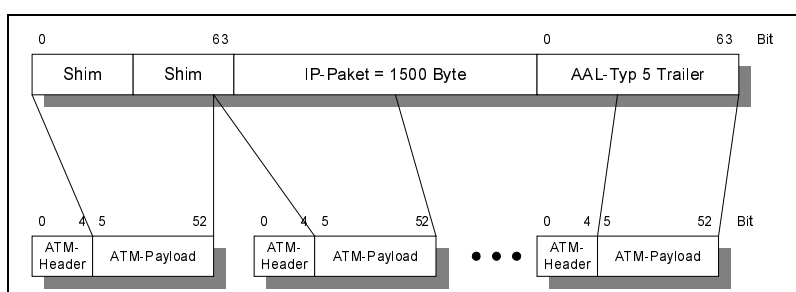 0 63 0 63 Bit
Shim Shim IP-Paket = 1500 Byte AAL-Typ 5 Trailer
0 4 5 52 0 4 5 52 0 4 5 52 Bit
ATM- ATM-Payload ATM- ATM-Payload ATM- ATM-Payload
Header Header Header